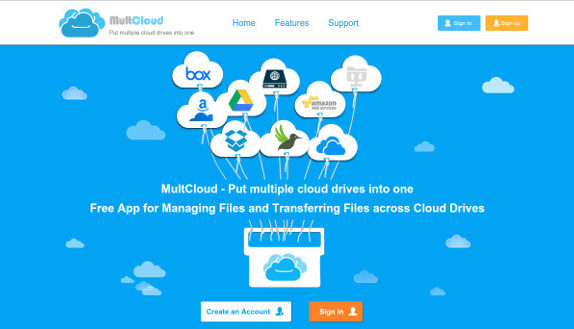 MultCloud
Put multiple cloud drives into one
Home
Features
Support
Sign in
Sign up
box
a
amazon
web services
MultCloud - Put multiple cloud drives into one
Free App for Managing Files and Transferring Files across Cloud Drives
Create an Account
Sign in